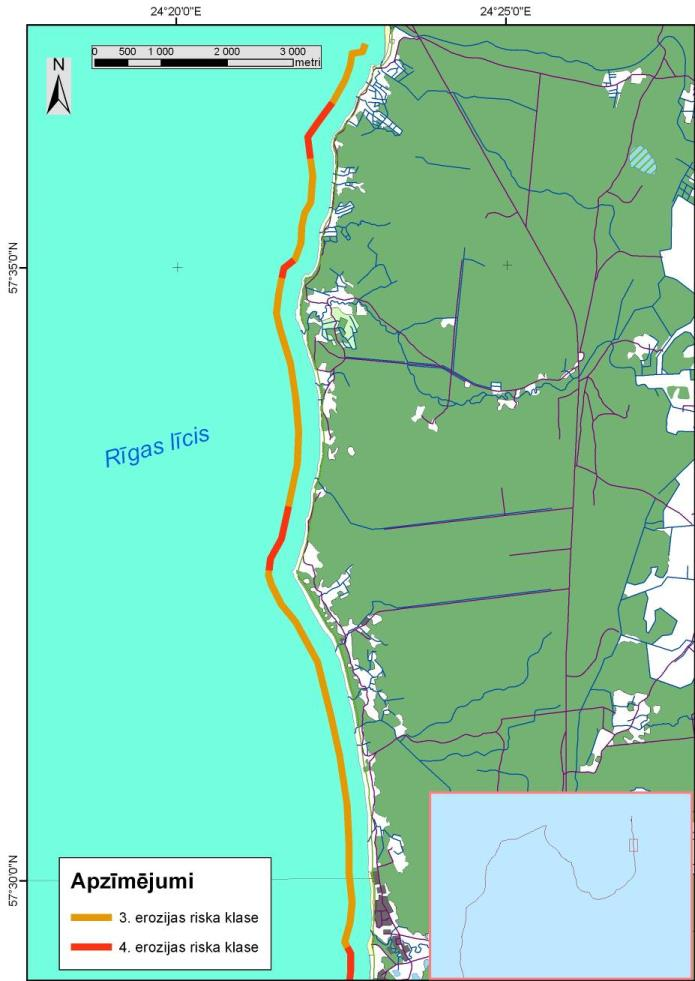 24°20'0"E 24°25'0"E
0 500 1 000 2 000 3 000
metri
N
57°35'0"N
Rīgas līcis
57°30'0"N
Apzīmējumi
3. erozijas riska klase
4. erozijas riska klase